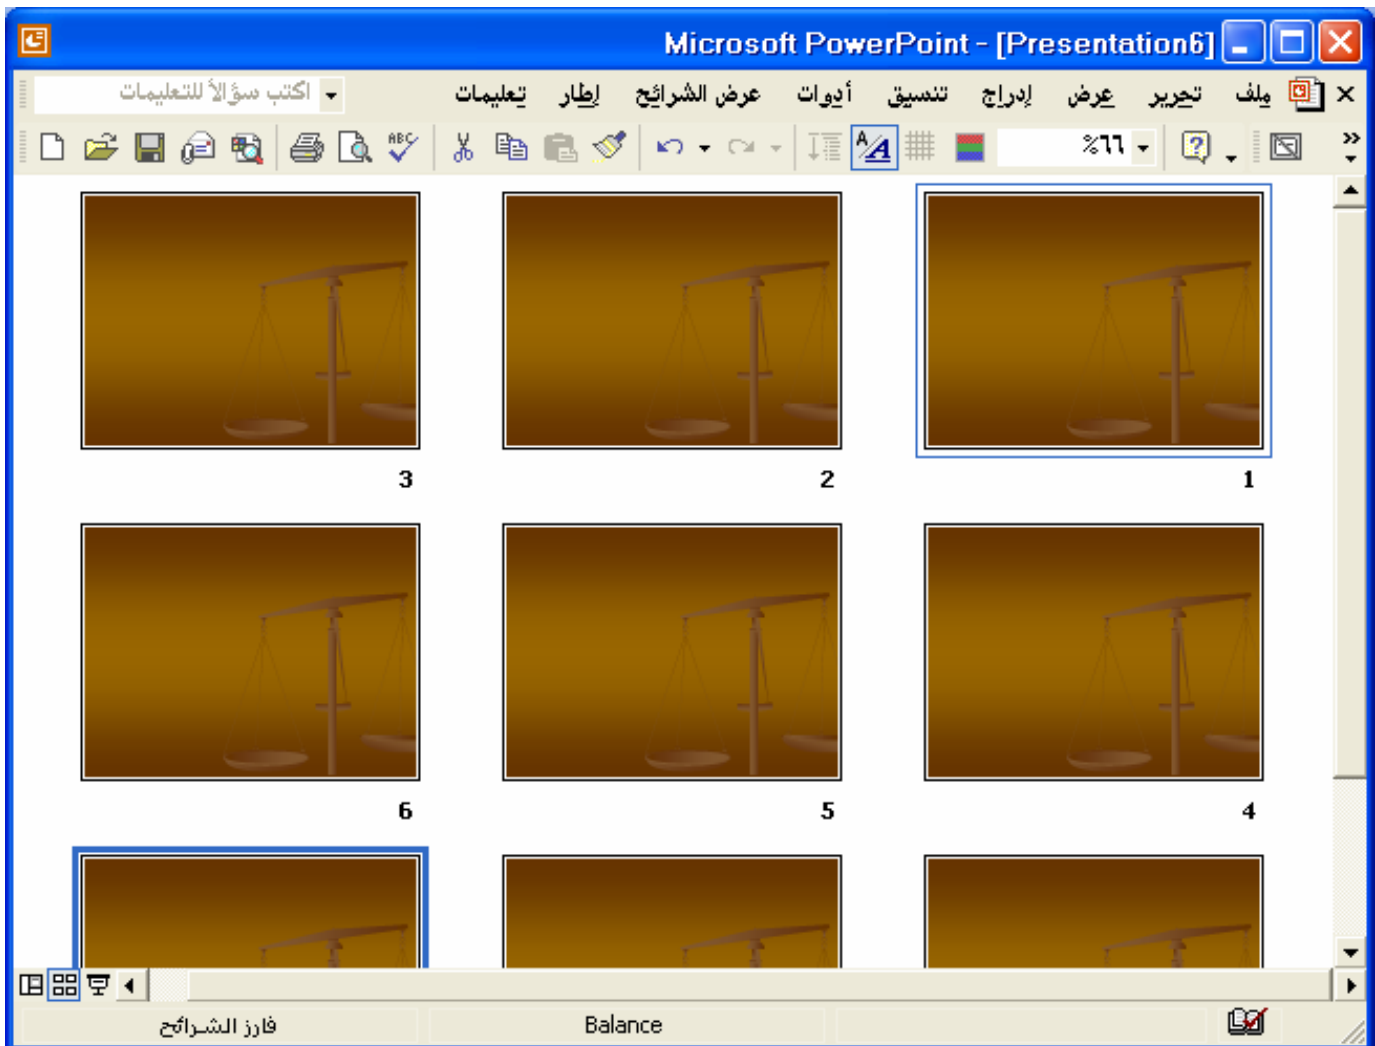 Microsoft PowerPoint - [Presentation6]
ملف تحرير عرض إدراج تنسيق أدوات عرض الشرائح إطار تعليمات اكتب سؤالاً للتعليمات
ABC A A %٦٦ ?
1 2 3
4 5 6
فارز الشرائح Balance